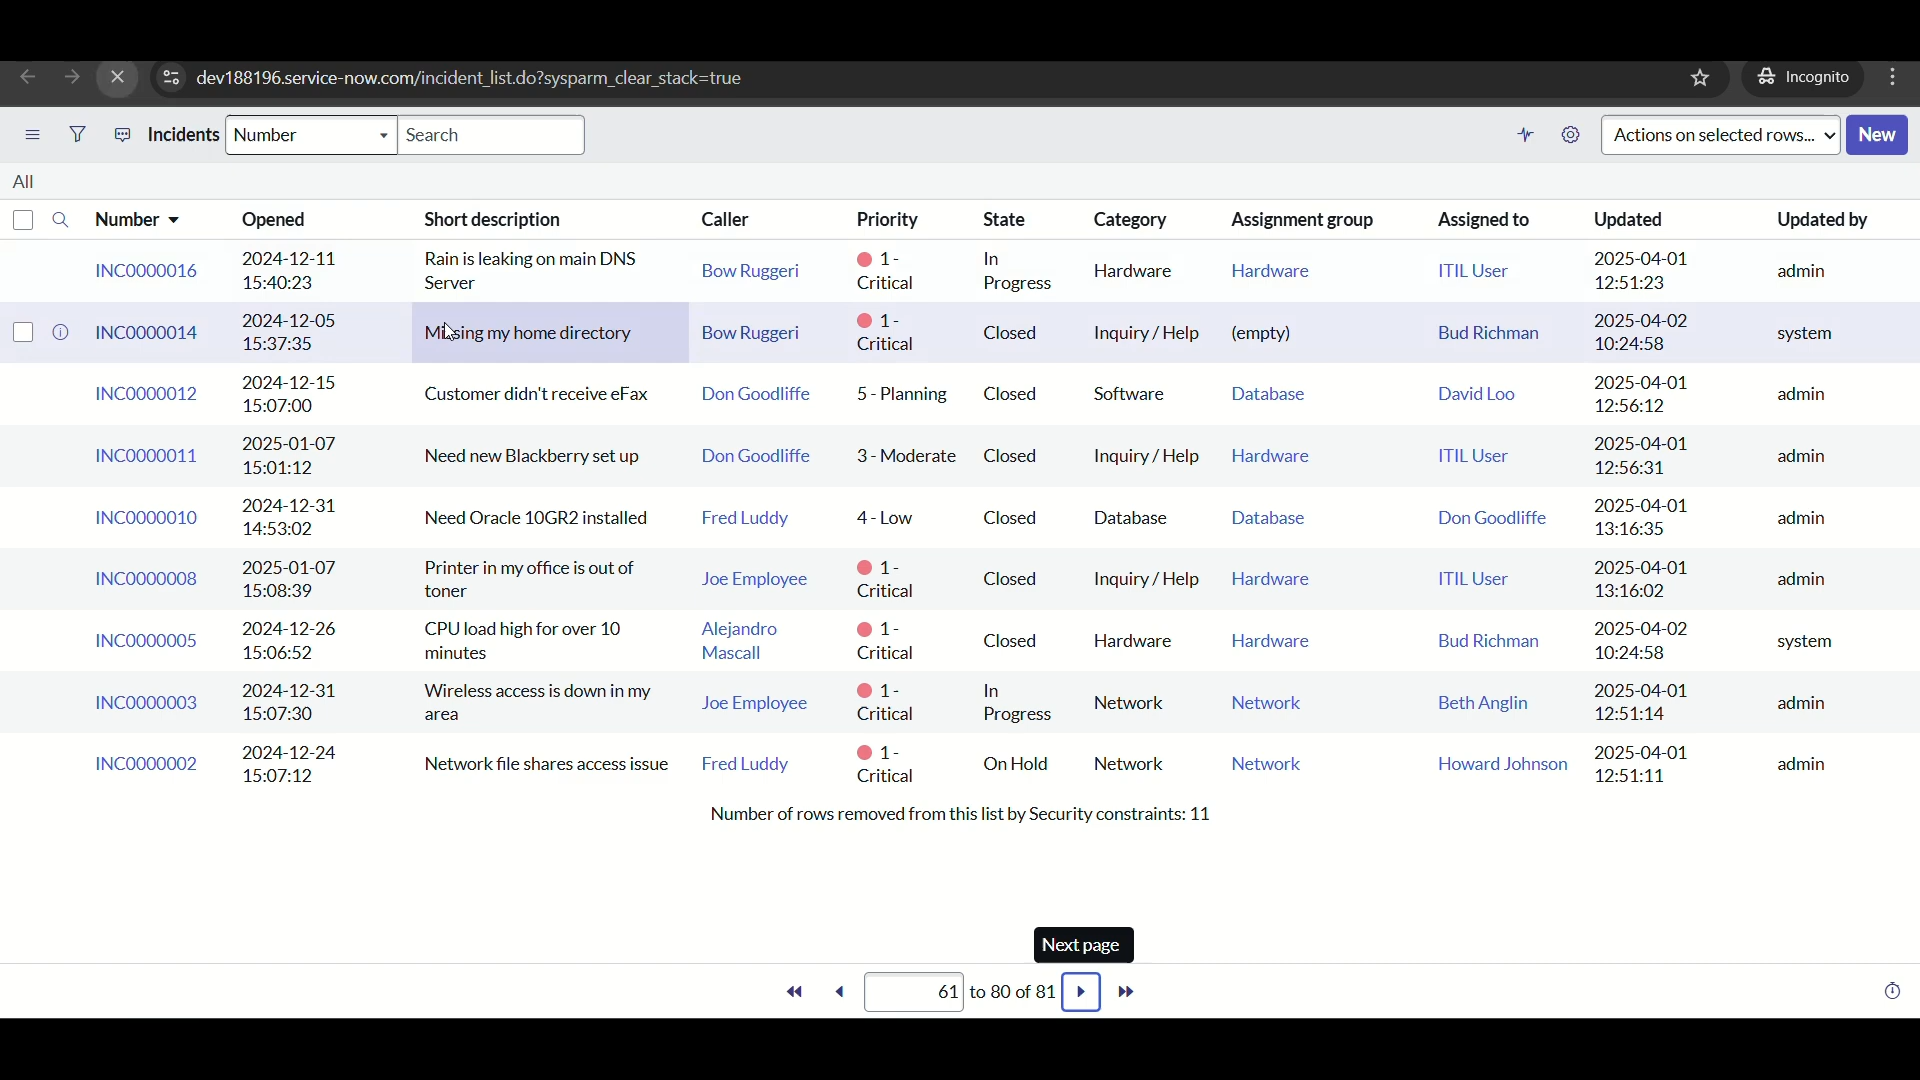 dev188196.service-now.com/incident_list.do?sysparm_clear_stack=true
Incognito
Incidents Number Search Actions on selected rows... New
All
Number Opened Short description Caller Priority State Category Assignment group Assigned to Updated Updated by
INC0000016 2024-12-11 15:40:23 Rain is leaking on main DNS Server Bow Ruggeri 1 - Critical In Progress Hardware Hardware ITIL User 2025-04-01 12:51:23 admin
INC0000014 2024-12-05 15:37:35 Missing my home directory Bow Ruggeri 1 - Critical Closed Inquiry / Help (empty) Bud Richman 2025-04-02 10:24:58 system
INC0000012 2024-12-15 15:07:00 Customer didn't receive eFax Don Goodliffe 5 - Planning Closed Software Database David Loo 2025-04-01 12:56:12 admin
INC0000011 2025-01-07 15:01:12 Need new Blackberry set up Don Goodliffe 3 - Moderate Closed Inquiry / Help Hardware ITIL User 2025-04-01 12:56:31 admin
INC0000010 2024-12-31 14:53:02 Need Oracle 10GR2 installed Fred Luddy 4 - Low Closed Database Database Don Goodliffe 2025-04-01 13:16:35 admin
INC0000008 2025-01-07 15:08:39 Printer in my office is out of toner Joe Employee 1 - Critical Closed Inquiry / Help Hardware ITIL User 2025-04-01 13:16:02 admin
INC0000005 2024-12-26 15:06:52 CPU load high for over 10 minutes Alejandro Mascall 1 - Critical Closed Hardware Hardware Bud Richman 2025-04-02 10:24:58 system
INC0000003 2024-12-31 15:07:30 Wireless access is down in my area Joe Employee 1 - Critical In Progress Network Network Beth Anglin 2025-04-01 12:51:14 admin
INC0000002 2024-12-24 15:07:12 Network file shares access issue Fred Luddy 1 - Critical On Hold Network Network Howard Johnson 2025-04-01 12:51:11 admin
Number of rows removed from this list by Security constraints: 11
Next page
61 to 80 of 81